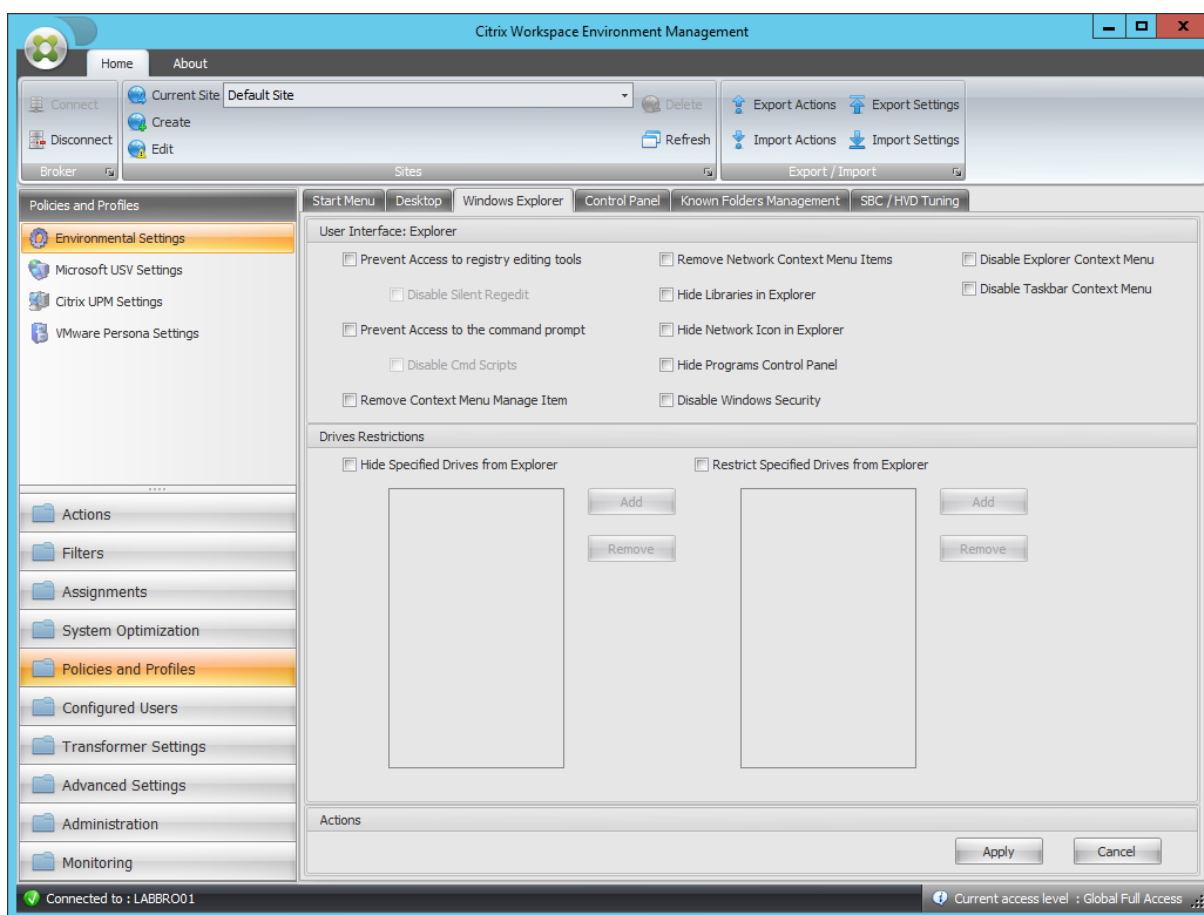 Citrix Workspace Environment Management
Home About
Connect
Disconnect
Broker
Current Site Default Site
Create
Edit
Delete
Refresh
Sites
Export Actions Export Settings
Import Actions Import Settings
Export / Import
Policies and Profiles
Environmental Settings
Microsoft USV Settings
Citrix UPM Settings
VMware Persona Settings
Actions
Filters
Assignments
System Optimization
Policies and Profiles
Configured Users
Transformer Settings
Advanced Settings
Administration
Monitoring
Start Menu Desktop Windows Explorer Control Panel Known Folders Management SBC / HVD Tuning
User Interface: Explorer
Prevent Access to registry editing tools Remove Network Context Menu Items Disable Explorer Context Menu
Disable Silent Regedit Hide Libraries in Explorer Disable Taskbar Context Menu
Prevent Access to the command prompt Hide Network Icon in Explorer
Disable Cmd Scripts Hide Programs Control Panel
Remove Context Menu Manage Item Disable Windows Security
Drives Restrictions
Hide Specified Drives from Explorer Restrict Specified Drives from Explorer
Add Add
Remove Remove
Actions
Apply Cancel
Connected to : LABBRO01 Current access level : Global Full Access